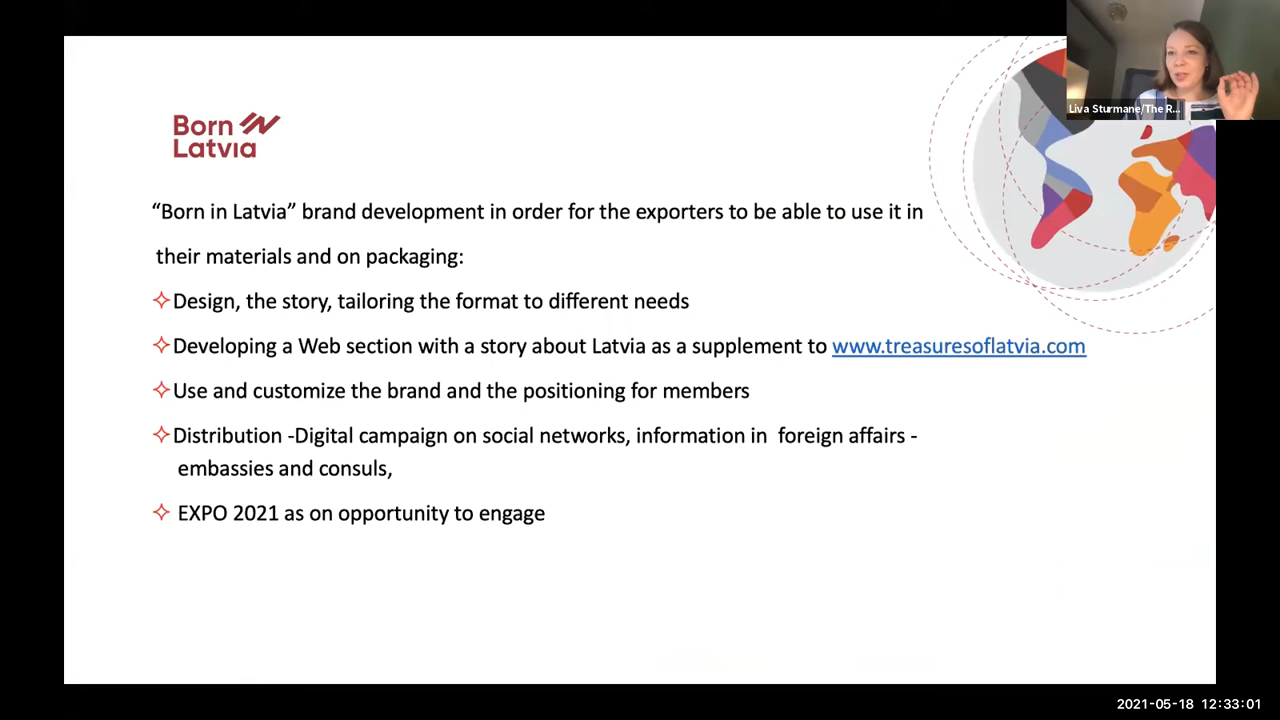 Born
Latvia
“Born in Latvia” brand development in order for the exporters to be able to use it in
their materials and on packaging:
Design, the story, tailoring the format to different needs
Developing a Web section with a story about Latvia as a supplement to www.treasuresoflatvia.com
Use and customize the brand and the positioning for members
Distribution -Digital campaign on social networks, information in  foreign affairs -
embassies and consuls,
EXPO 2021 as on opportunity to engage
Liva Sturmane/The R...
2021-05-18 12:33:01